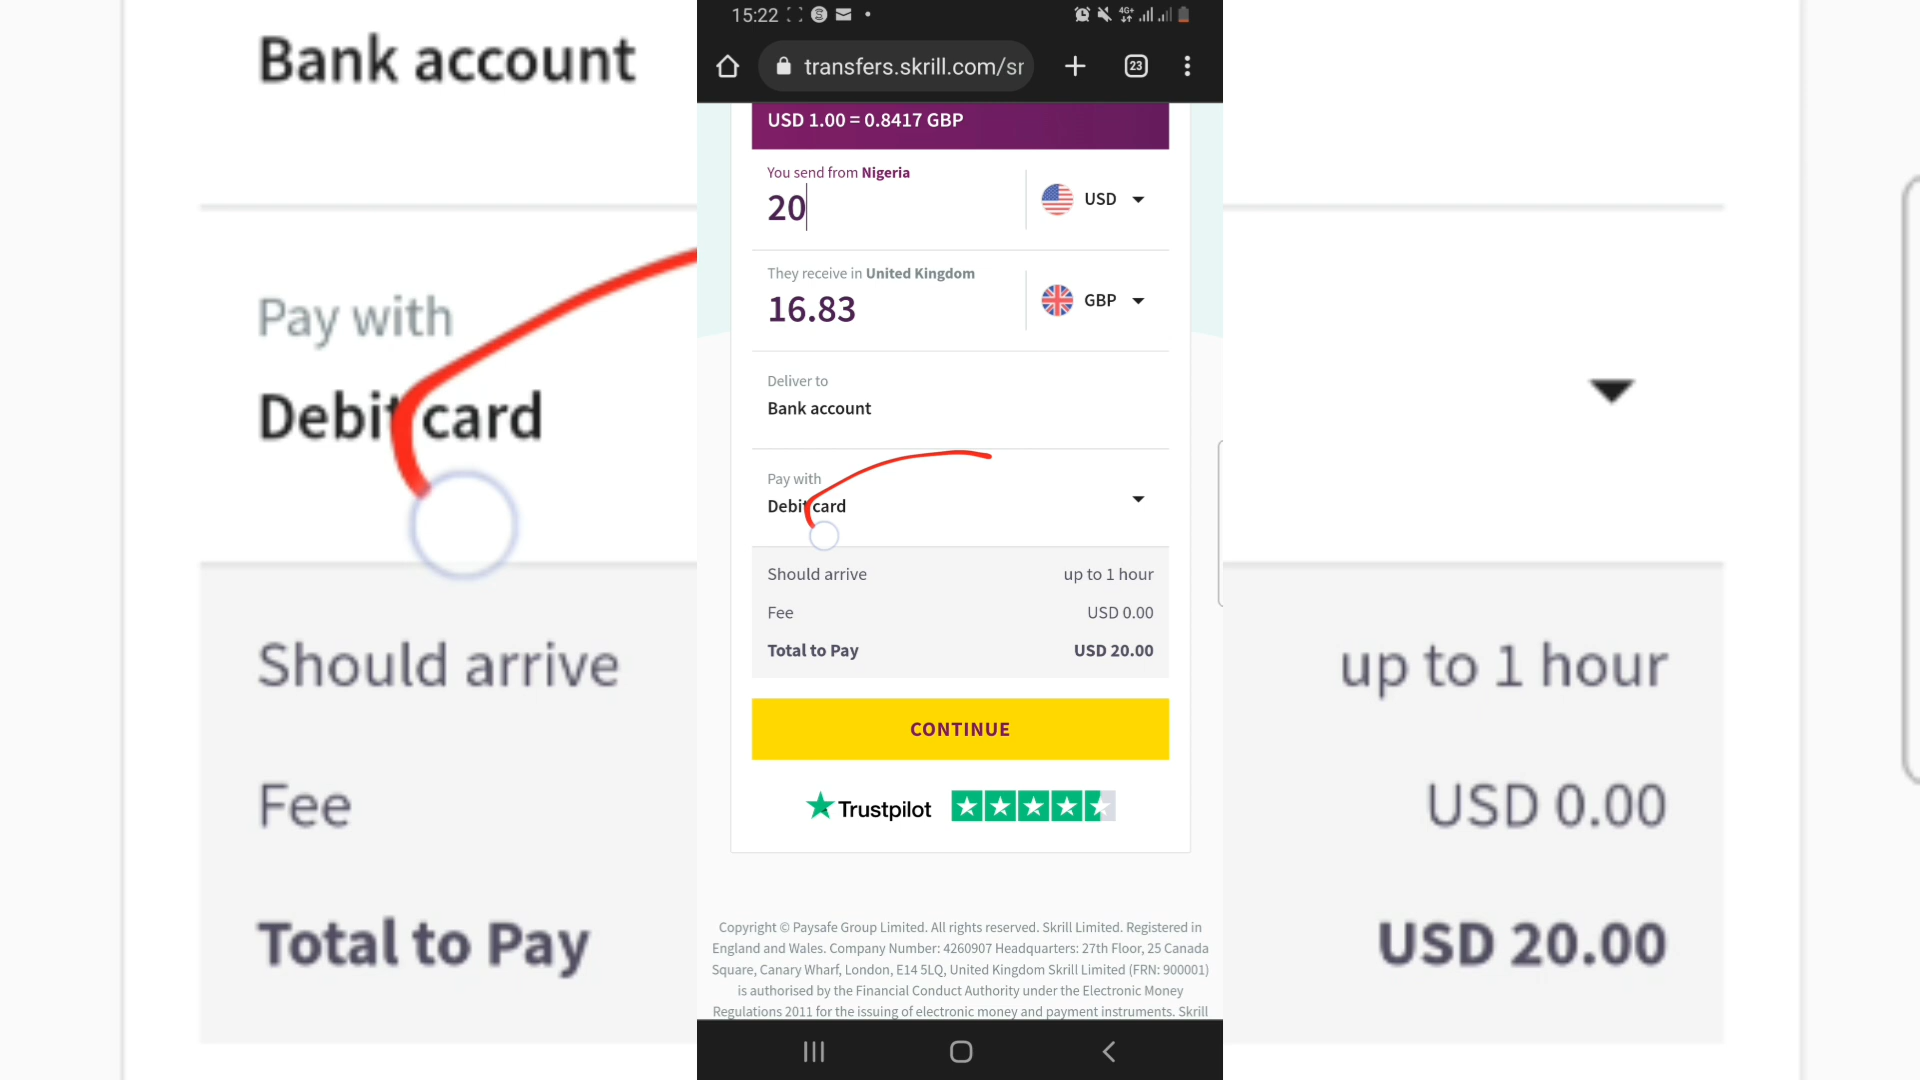 Bank account
Pay with
Debit card
Should arrive
up to 1 hour
Fee
USD 0.00
Total to Pay
USD 20.00
15:22
4G+
transfers.skrill.com/sr
23
USD 1.00 = 0.8417 GBP
You send from Nigeria
20
USD
They receive in United Kingdom
16.83
GBP
Deliver to
Bank account
Pay with
Debit card
Should arrive
up to 1 hour
Fee
USD 0.00
Total to Pay
USD 20.00
CONTINUE
Trustpilot
Copyright © Paysafe Group Limited. All rights reserved. Skrill Limited. Registered in
England and Wales. Company Number: 4260907 Headquarters: 27th Floor, 25 Canada
Square, Canary Wharf, London, E14 5LQ, United Kingdom Skrill Limited (FRN: 900001)
is authorised by the Financial Conduct Authority under the Electronic Money
Regulations 2011 for the issuing of electronic money and payment instruments. Skrill